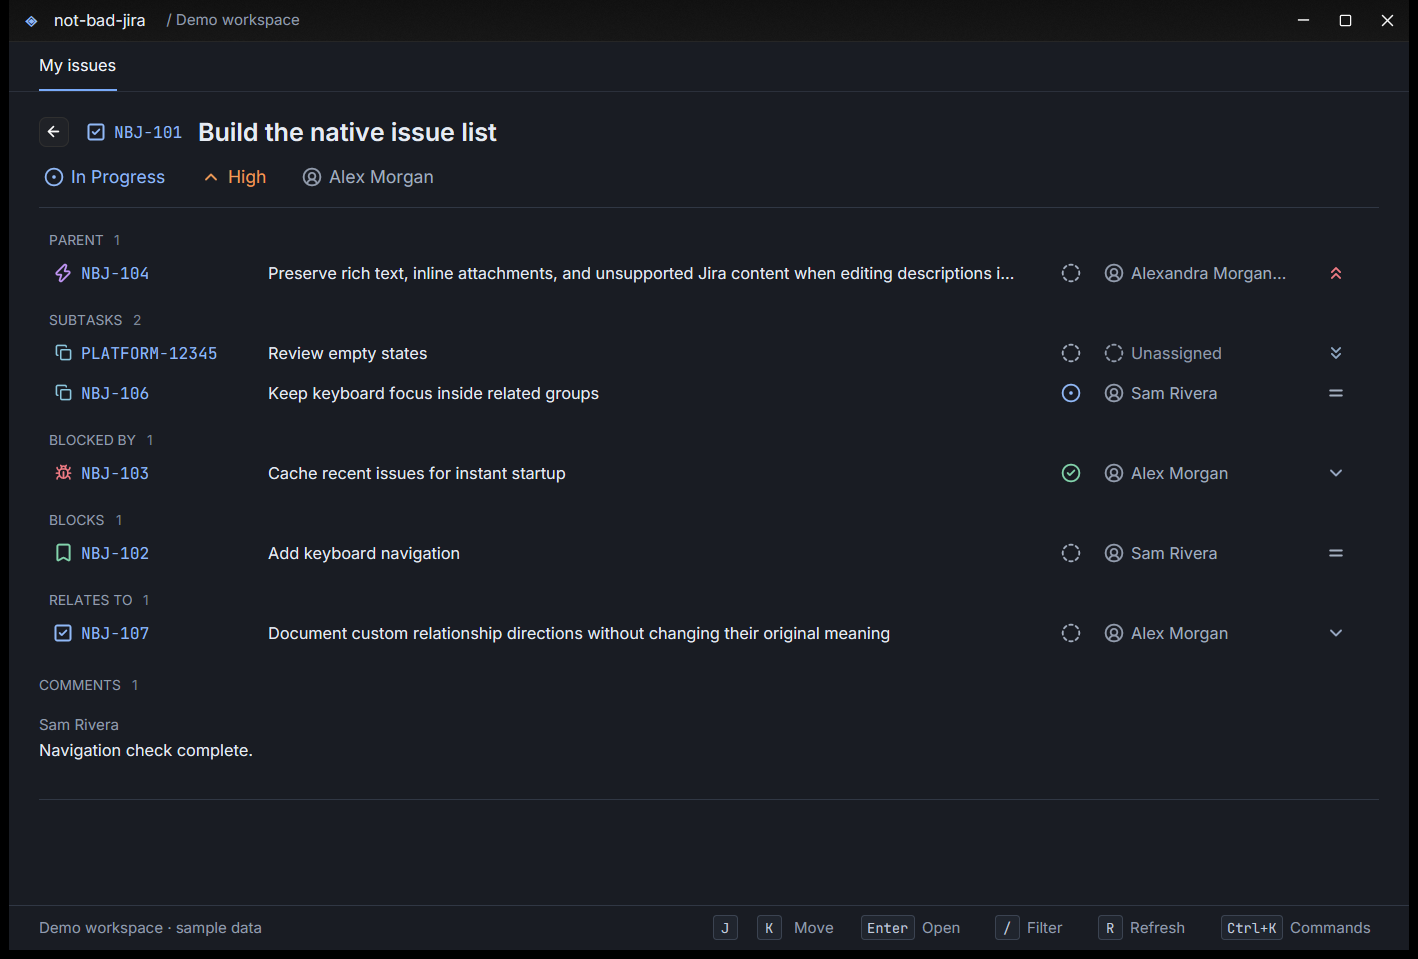 not-bad-jira / Demo workspace
My issues
NBJ-101 Build the native issue list
In Progress High Alex Morgan
PARENT 1
NBJ-104 Preserve rich text, inline attachments, and unsupported Jira content when editing descriptions i... Alexandra Morgan...
SUBTASKS 2
PLATFORM-12345 Review empty states Unassigned
NBJ-106 Keep keyboard focus inside related groups Sam Rivera
BLOCKED BY 1
NBJ-103 Cache recent issues for instant startup Alex Morgan
BLOCKS 1
NBJ-102 Add keyboard navigation Sam Rivera
RELATES TO 1
NBJ-107 Document custom relationship directions without changing their original meaning Alex Morgan
COMMENTS 1
Sam Rivera
Navigation check complete.
Demo workspace · sample data J K Move Enter Open / Filter R Refresh Ctrl+K Commands